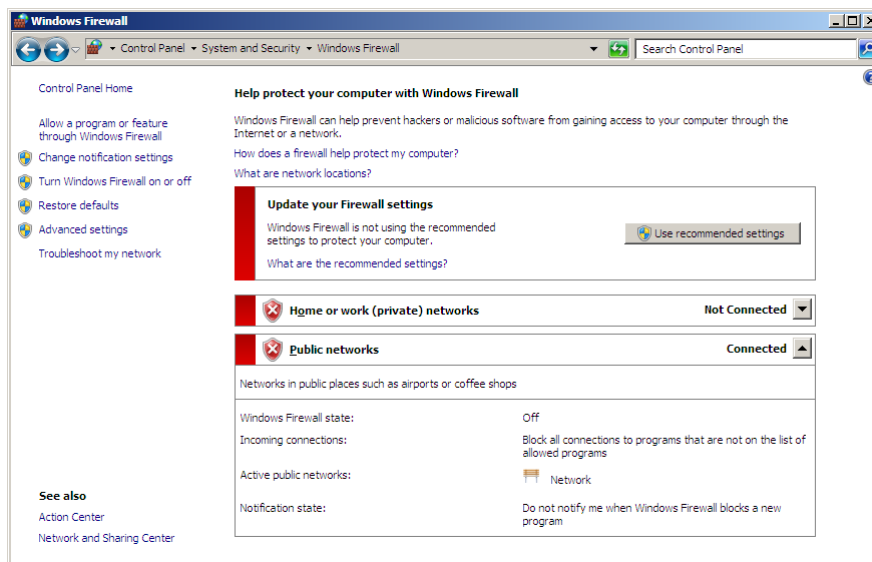 Windows Firewall
Control Panel System and Security Windows Firewall
Search Control Panel
Control Panel Home
Allow a program or feature
through Windows Firewall
Change notification settings
Turn Windows Firewall on or off
Restore defaults
Advanced settings
Troubleshoot my network
See also
Action Center
Network and Sharing Center
Help protect your computer with Windows Firewall
Windows Firewall can help prevent hackers or malicious software from gaining access to your computer through the
Internet or a network.
How does a firewall help protect my computer?
What are network locations?
Update your Firewall settings
Windows Firewall is not using the recommended
settings to protect your computer.
Use recommended settings
What are the recommended settings?
Home or work (private) networks Not Connected
Public networks Connected
Networks in public places such as airports or coffee shops
Windows Firewall state: Off
Incoming connections: Block all connections to programs that are not on the list of
allowed programs
Active public networks: Network
Notification state: Do not notify me when Windows Firewall blocks a new
program